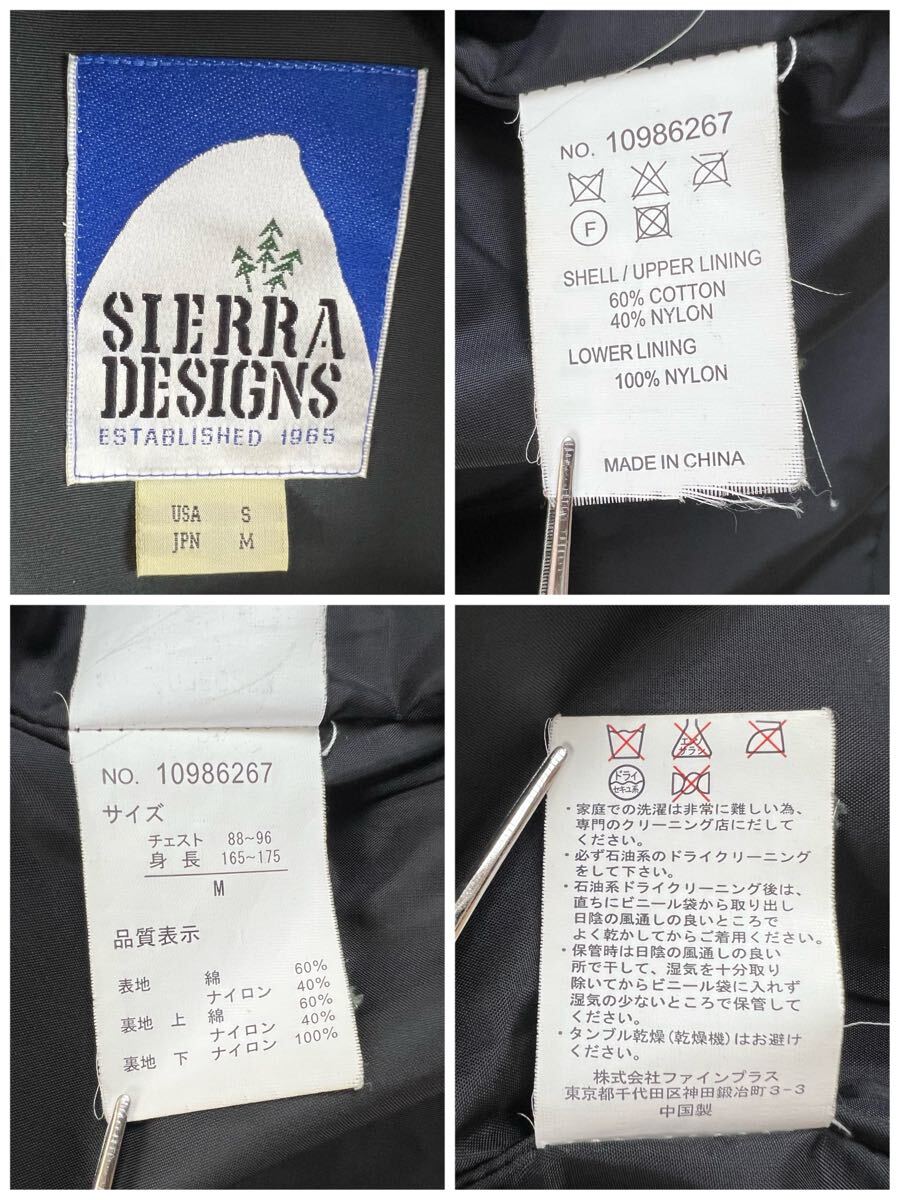 SIERRA
DESIGNS
ESTABLISHED 1965
USA S
JPN M
NO. 10986267
F
SHELL / UPPER LINING
60% COTTON
40% NYLON
LOWER LINING
100% NYLON
MADE IN CHINA
NO. 10986267
サイズ
チェスト 88~96
身長 165~175
M
品質表示
表地 綿 60%
ナイロン 40%
裏地 上 綿 60%
ナイロン 40%
裏地 下 ナイロン 100%
エンソ
サラシ
ドライ
セキユ系
・家庭での洗濯は非常に難しい為、
専門のクリーニング店にだして
ください。
・必ず石油系のドライクリーニング
をして下さい。
・石油系ドライクリーニング後は、
直ちにビニール袋から取り出し
日陰の風通しの良いところで
よく乾かしてからご着用ください。
・保管時は日陰の風通しの良い
所で干して、湿気を十分取り
除いてからビニール袋に入れず
湿気の少ないところで保管して
ください。
・タンブル乾燥(乾燥機)はお避け
ください。
株式会社ファインプラス
東京都千代田区神田鍛冶町3-3
中国製